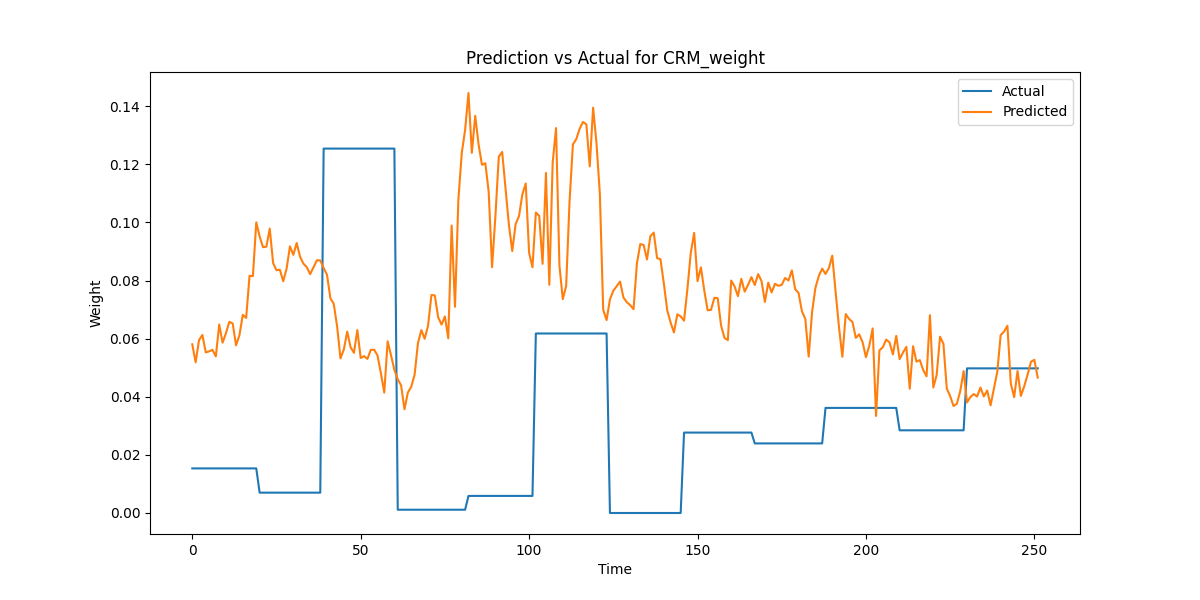 Prediction vs Actual for CRM_weight
Actual
Predicted
0.14
0.12
0.10
0.08
0.06
0.04
0.02
0.00
Weight
0 50 100 150 200 250
Time